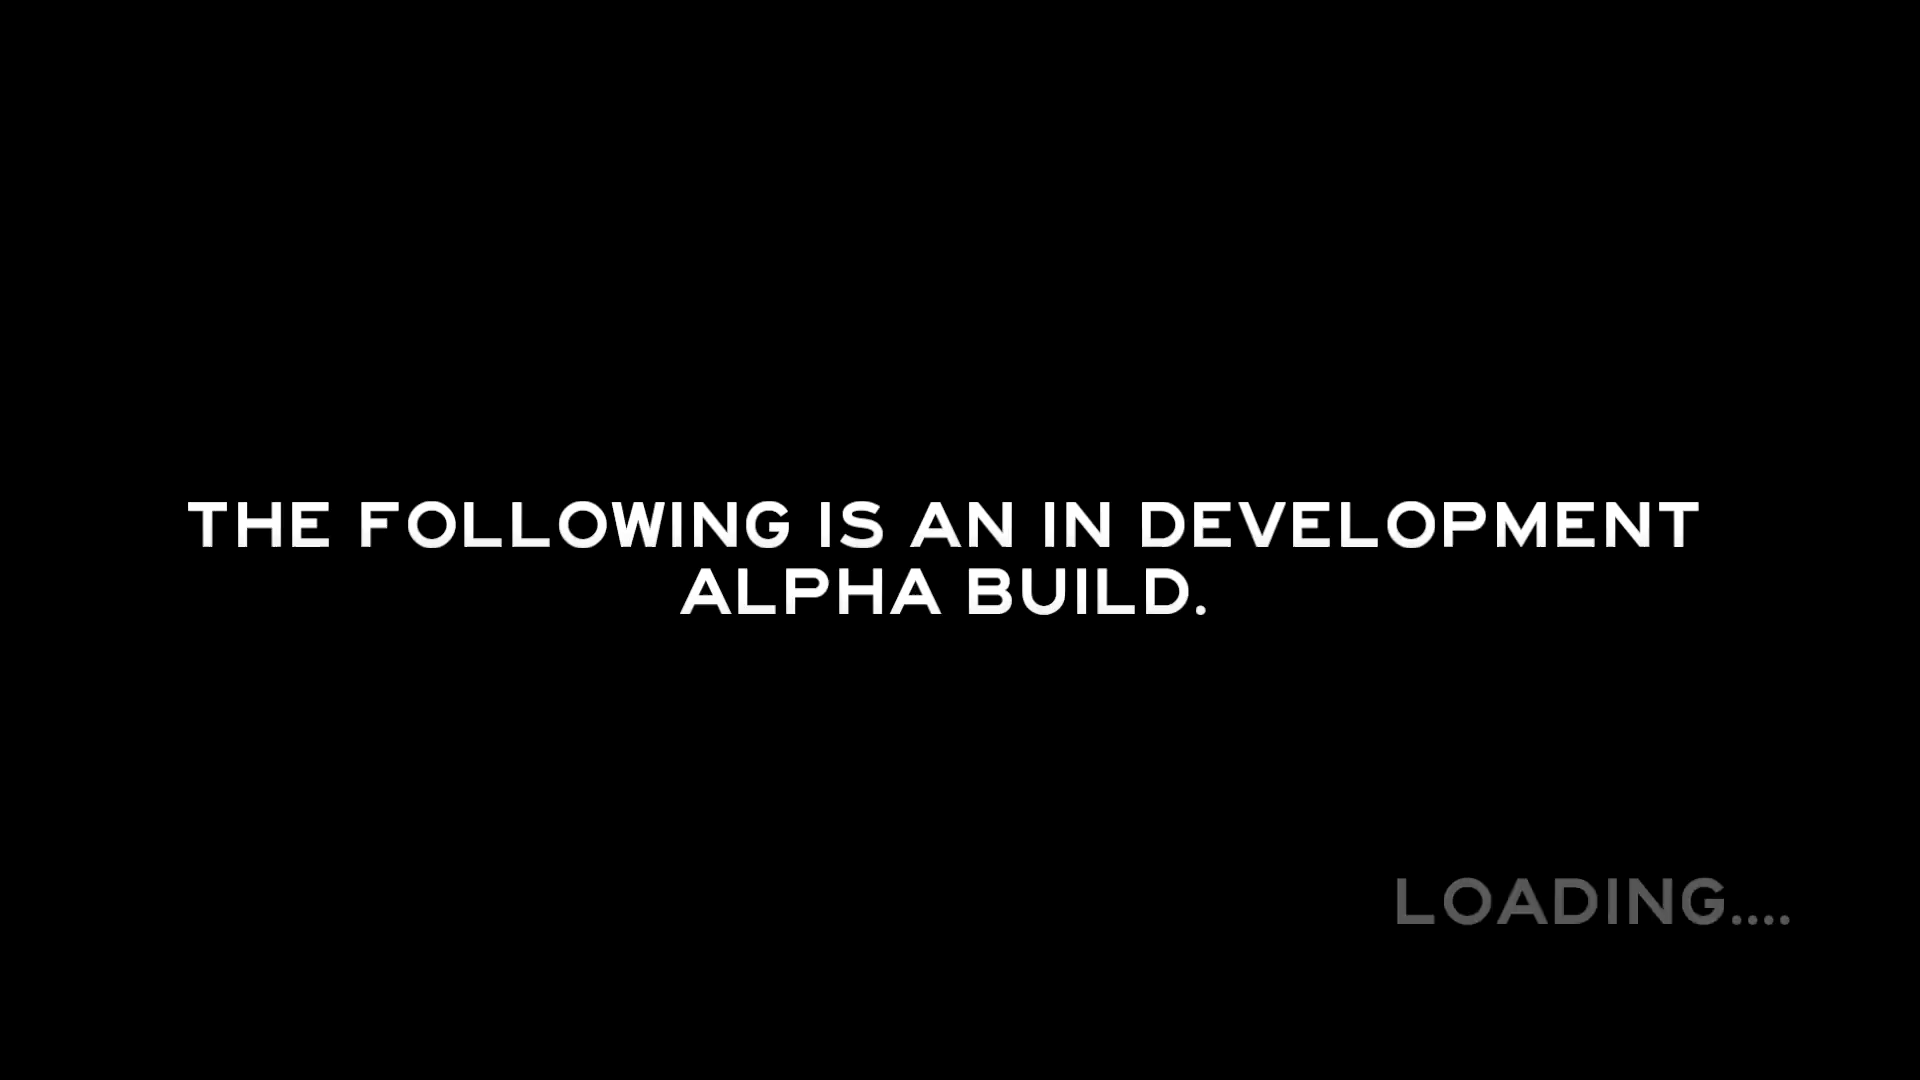 THE FOLLOWING IS AN IN DEVELOPMENT
ALPHA BUILD.
LOADING....